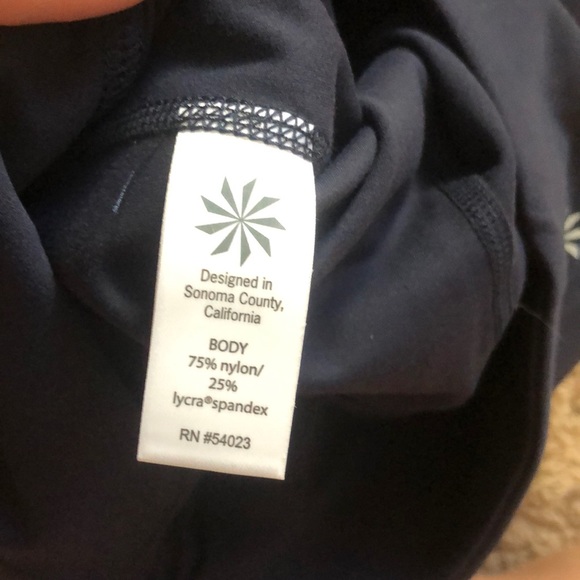 Designed in
Sonoma County,
California
BODY
75% nylon/
25%
lycra®spandex
RN #54023